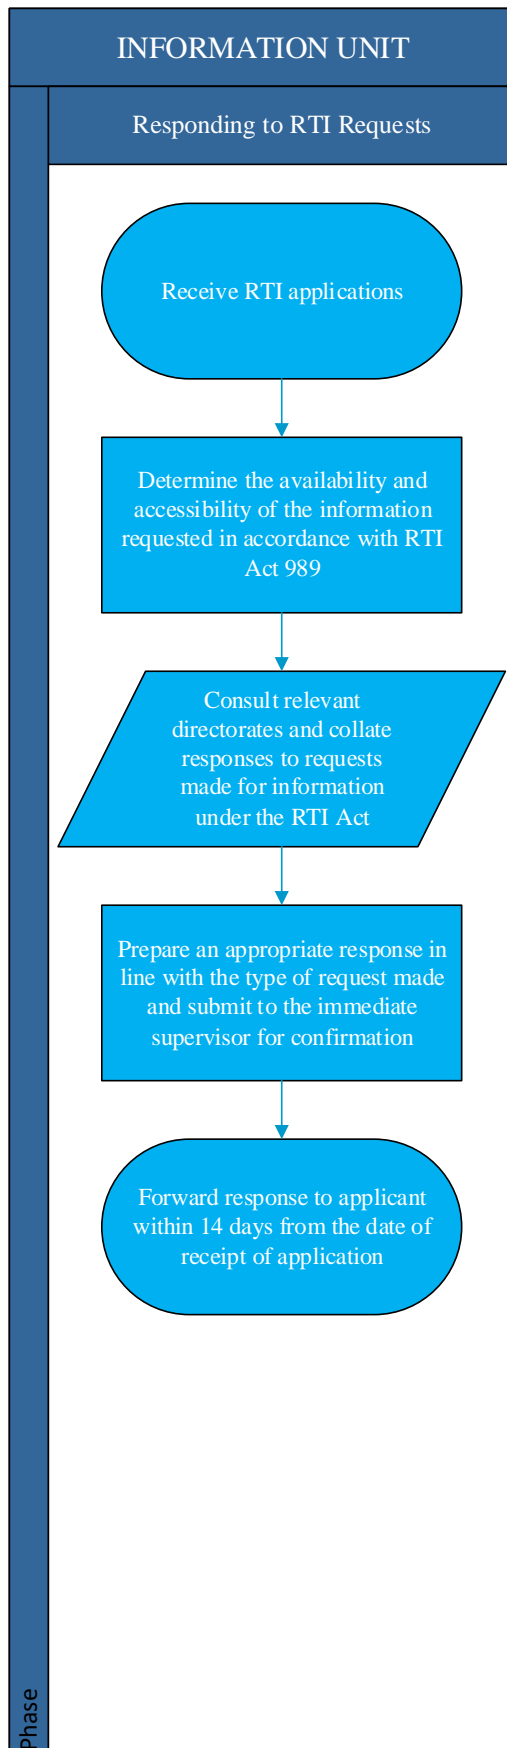 INFORMATION UNIT
Responding to RTI Requests
Receive RTI applications
Determine the availability and
accessibility of the information
requested in accordance with RTI
Act 989
Consult relevant
directorates and collate
responses to requests
made for information
under the RTI Act
Prepare an appropriate response in
line with the type of request made
and submit to the immediate
supervisor for confirmation
Forward response to applicant
within 14 days from the date of
receipt of application
Phase